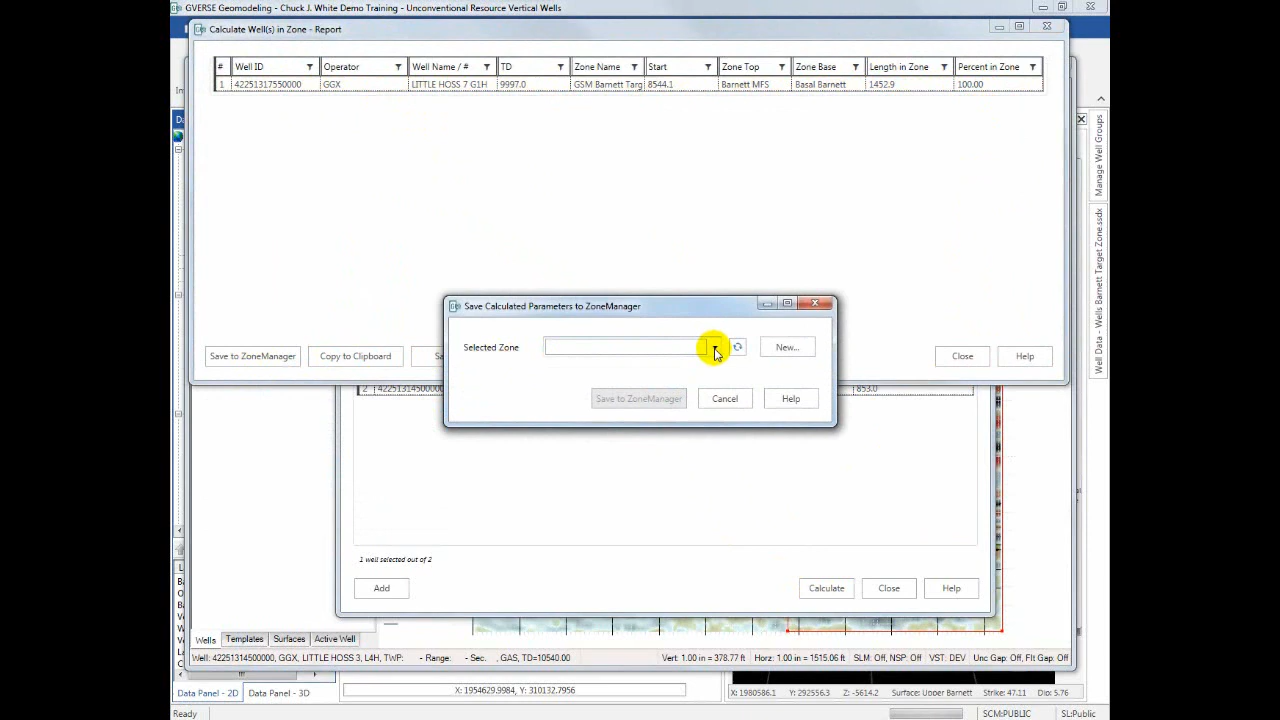 GVERSE Geomodeling - Chuck J. White Demo Training - Unconventional Resource Vertical Wells
Calculate Well(s) in Zone - Report
# Well ID Operator Well Name / # TD Zone Name Start Zone Top Zone Base Length in Zone Percent in Zone
1 42251317550000 GGX LITTLE HOSS 7 G1H 9997.0 GSM Barnett Targ 8544.1 Barnett MFS Basal Barnett 1452.9 100.00
Manage Well Groups
Well Data - Wells Barnett Target Zone.ssdx
Save Calculated Parameters to ZoneManager
Selected Zone New...
Save to ZoneManager Cancel Help
Save to ZoneManager Copy to Clipboard Sa Close Help
2 42251314500000 853.0
1 well selected out of 2
Add Calculate Close Help
Wells Templates Surfaces Active Well
Well: 42251314500000, GGX, LITTLE HOSS 3, L4H, TWP: - Range: - Sec. , GAS, TD=10540.00 Vert: 1.00 in = 378.77 ft Horz: 1.00 in = 1515.06 ft SLM: Off, NSP: Off VST: DEV Unc Gap: Off, Flt Gap: Off
Data Panel - 2D Data Panel - 3D X: 1954629.9984, Y: 310132.7956 X: 1980586.1 Y: 292556.3 Z: -5614.2 Surface: Upper Barnett Strike: 47.11 Dip: 5.76
Ready SCM:PUBLIC SL:Public